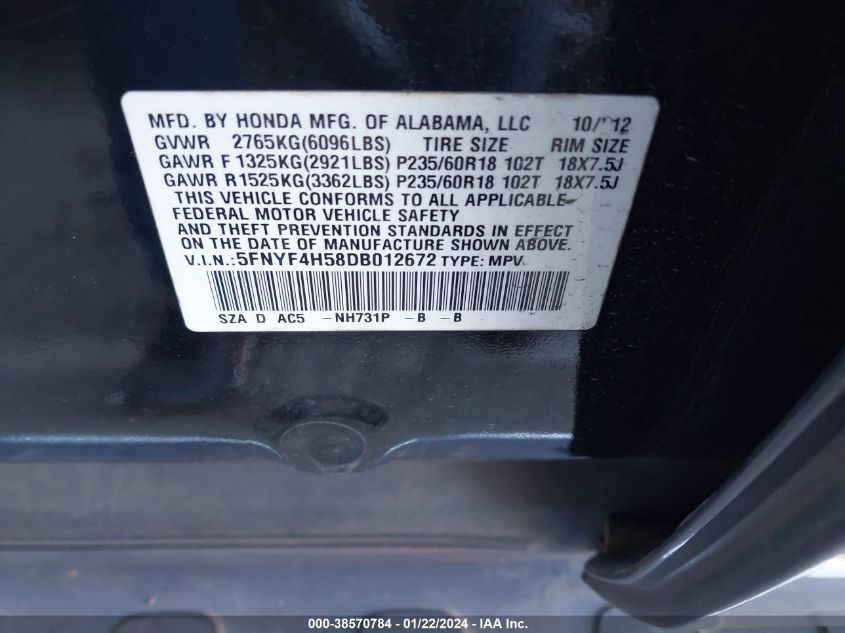 MFD. BY HONDA MFG. OF ALABAMA, LLC 10/12
GVWR 2765KG(6096LBS) TIRE SIZE RIM SIZE
GAWR F 1325KG(2921LBS) P235/60R18 102T 18X7.5J
GAWR R1525KG(3362LBS) P235/60R18 102T 18X7.5J
THIS VEHICLE CONFORMS TO ALL APPLICABLE
FEDERAL MOTOR VEHICLE SAFETY
AND THEFT PREVENTION STANDARDS IN EFFECT
ON THE DATE OF MANUFACTURE SHOWN ABOVE.
V.I.N.:5FNYF4H58DB012672 TYPE: MPV
SZA D AC5 -NH731P -B -B
000-38570784 - 01/22/2024 - IAA Inc.